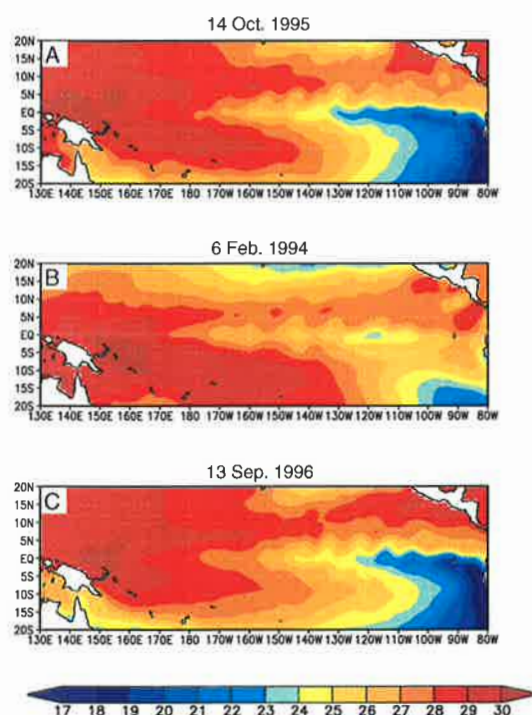 14 Oct. 1995
A
20N
15N
10N
5N
EQ
5S
10S
15S
20S
130E 140E 150E 160E 170E 180 170W 160W 150W 140W 130W 120W 110W 100W 90W 80W
6 Feb. 1994
B
20N
15N
10N
5N
EQ
5S
10S
15S
20S
130E 140E 150E 160E 170E 180 170W 160W 150W 140W 130W 120W 110W 100W 90W 80W
13 Sep. 1996
C
20N
15N
10N
5N
EQ
5S
10S
15S
20S
130E 140E 150E 160E 170E 180 170W 160W 150W 140W 130W 120W 110W 100W 90W 80W
17 18 19 20 21 22 23 24 25 26 27 28 29 30